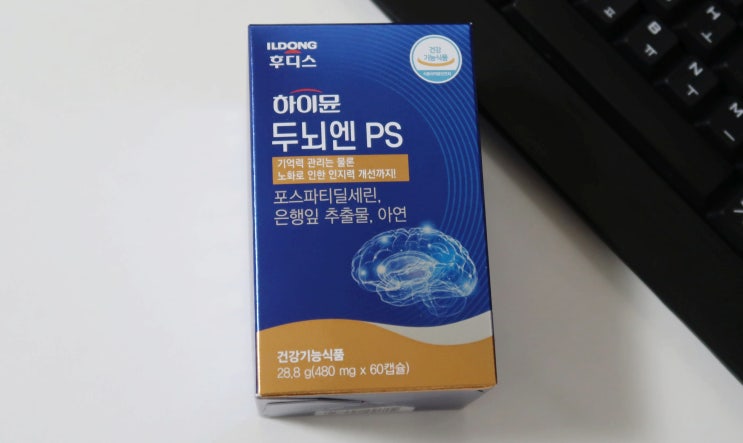 ILDONG
후디스
건강
기능식품
하이뮨
두뇌엔 PS
기억력 관리는 물론
노화로 인한 인지력 개선까지!
포스파티딜세린,
은행잎 추출물, 아연
건강기능식품
28.8 g(480 mg x 60캡슐)